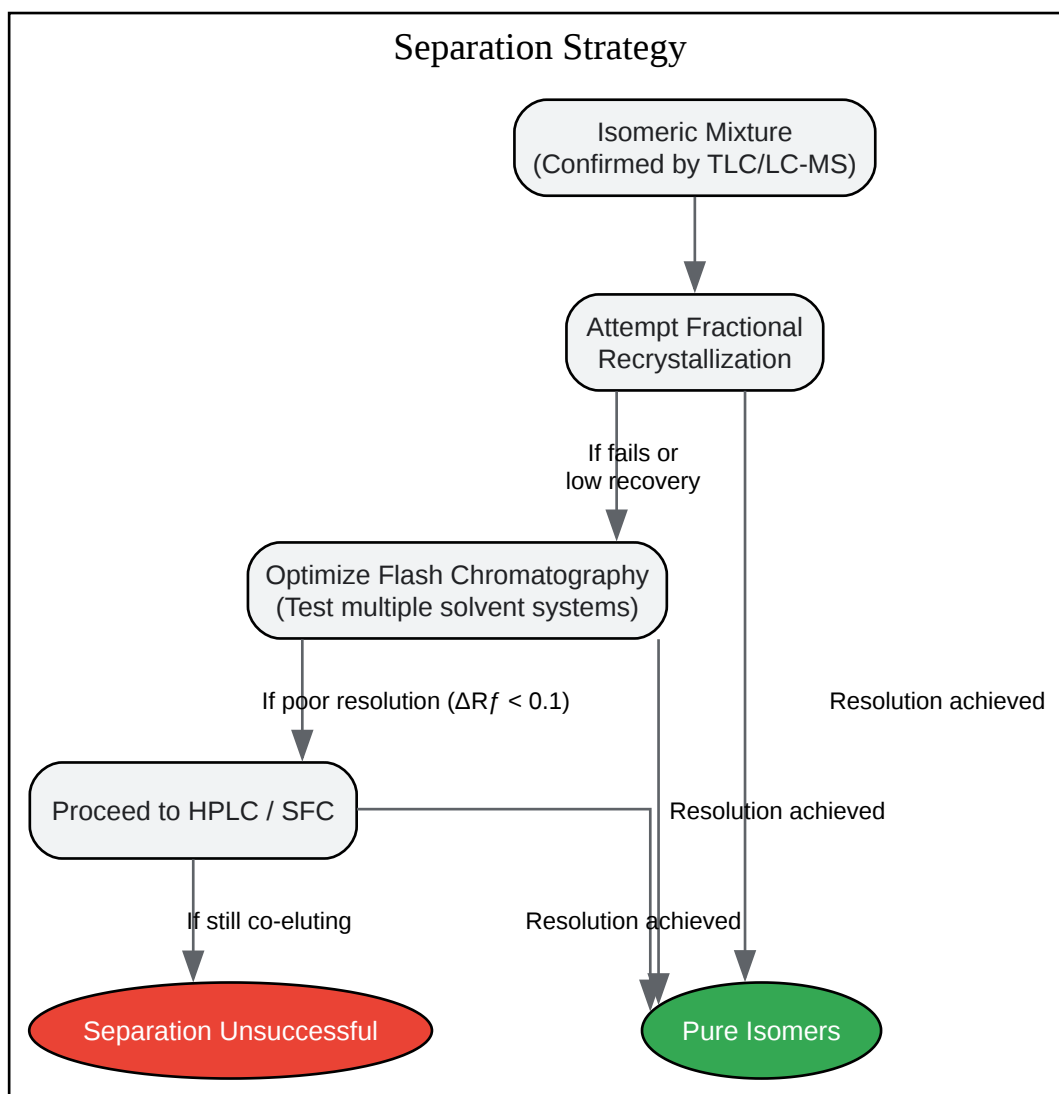 Separation Strategy
Isomeric Mixture
(Confirmed by TLC/LC-MS)
Attempt Fractional
Recrystallization
If fails or
low recovery
Optimize Flash Chromatography
(Test multiple solvent systems)
If poor resolution (ΔRƒ < 0.1)
Resolution achieved
Proceed to HPLC / SFC
Resolution achieved
If still co-eluting
Resolution achieved
Separation Unsuccessful
Pure Isomers